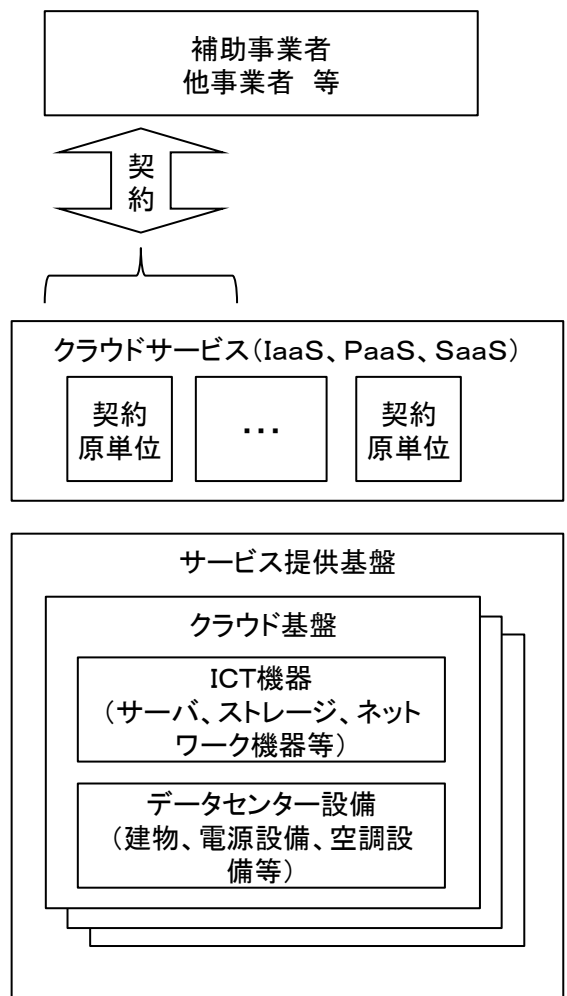 補助事業者
他事業者　等
契
約
クラウドサービス（IaaS、PaaS、SaaS）
契約
原単位
…
契約
原単位
サービス提供基盤
クラウド基盤
ICT機器
（サーバ、ストレージ、ネット
ワーク機器等）
データセンター設備
（建物、電源設備、空調設
備等）